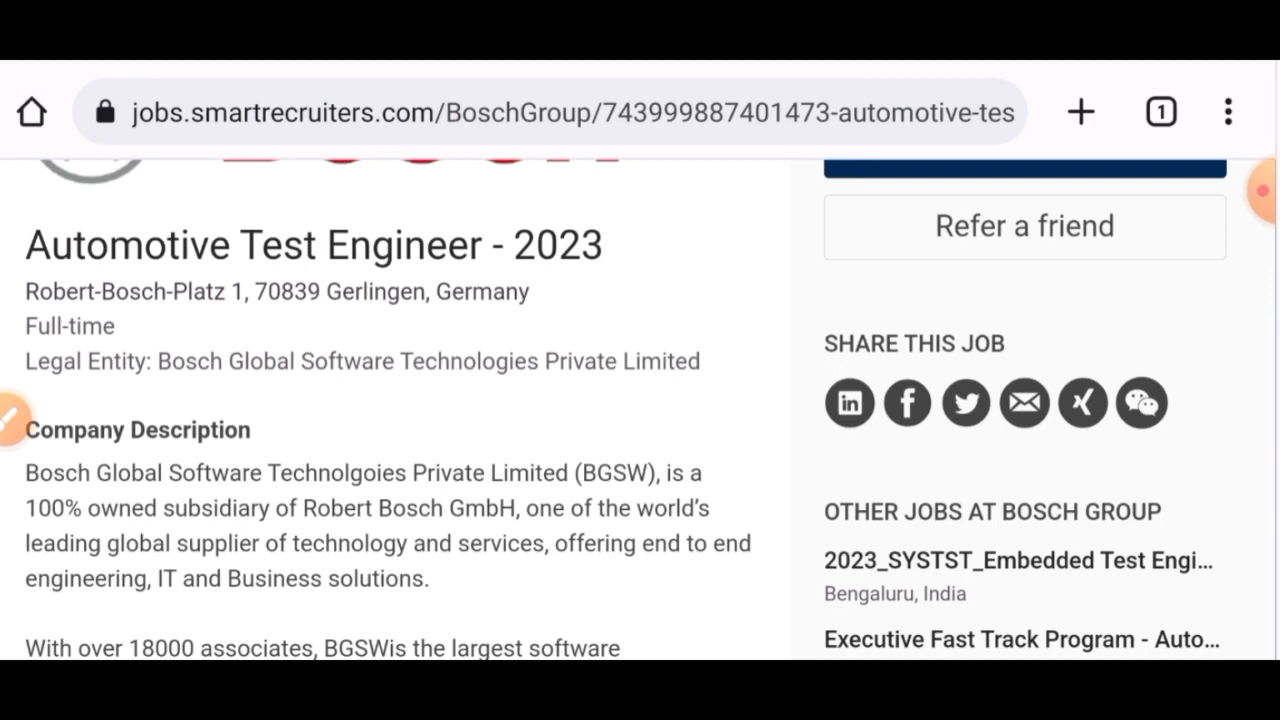 jobs.smartrecruiters.com/BoschGroup/743999887401473-automotive-tes
1
Automotive Test Engineer - 2023
Robert-Bosch-Platz 1, 70839 Gerlingen, Germany
Full-time
Legal Entity: Bosch Global Software Technologies Private Limited
Company Description
Bosch Global Software Technolgoies Private Limited (BGSW), is a
100% owned subsidiary of Robert Bosch GmbH, one of the world’s
leading global supplier of technology and services, offering end to end
engineering, IT and Business solutions.
With over 18000 associates, BGSWis the largest software
Refer a friend
SHARE THIS JOB
OTHER JOBS AT BOSCH GROUP
2023_SYSTST_Embedded Test Engi...
Bengaluru, India
Executive Fast Track Program - Auto...